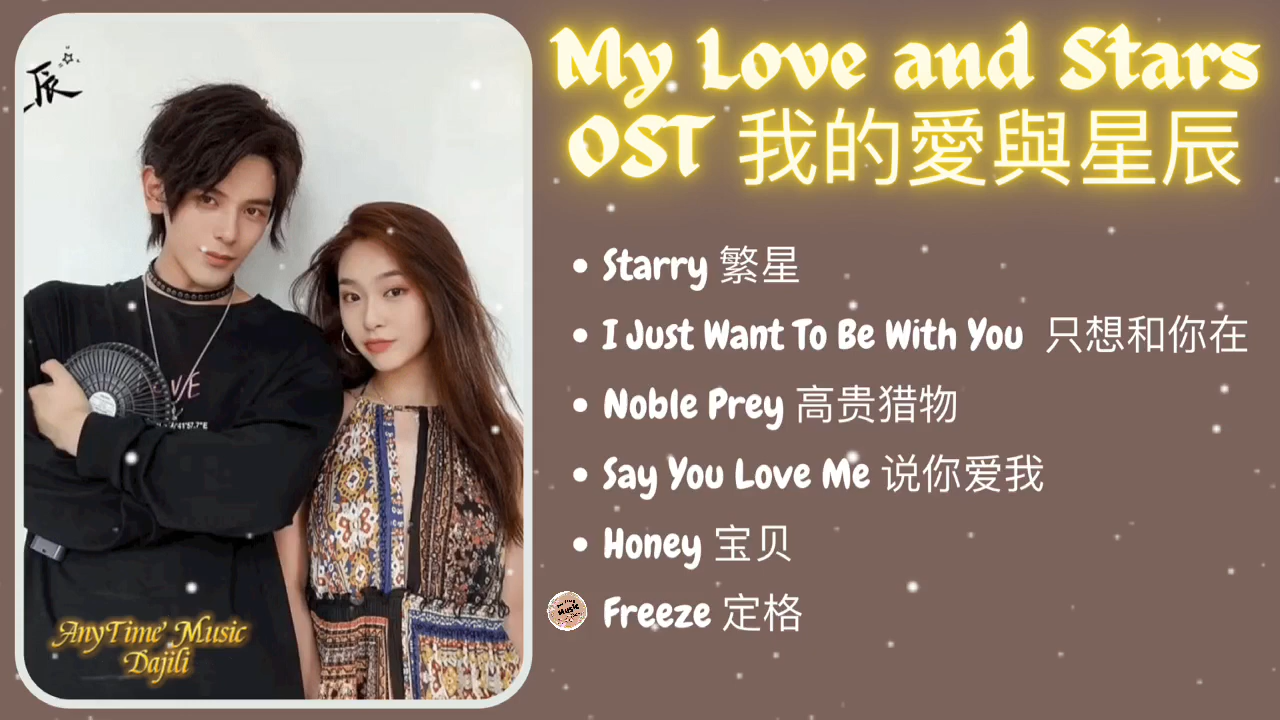 辰
My Love and Stars
OST 我的愛與星辰
• Starry 繁星
• I Just Want To Be With You 只想和你在
• Noble Prey 高贵猎物
• Say You Love Me 说你爱我
• Honey 宝贝
Music
Freeze 定格
AnyTime Music
Dajili